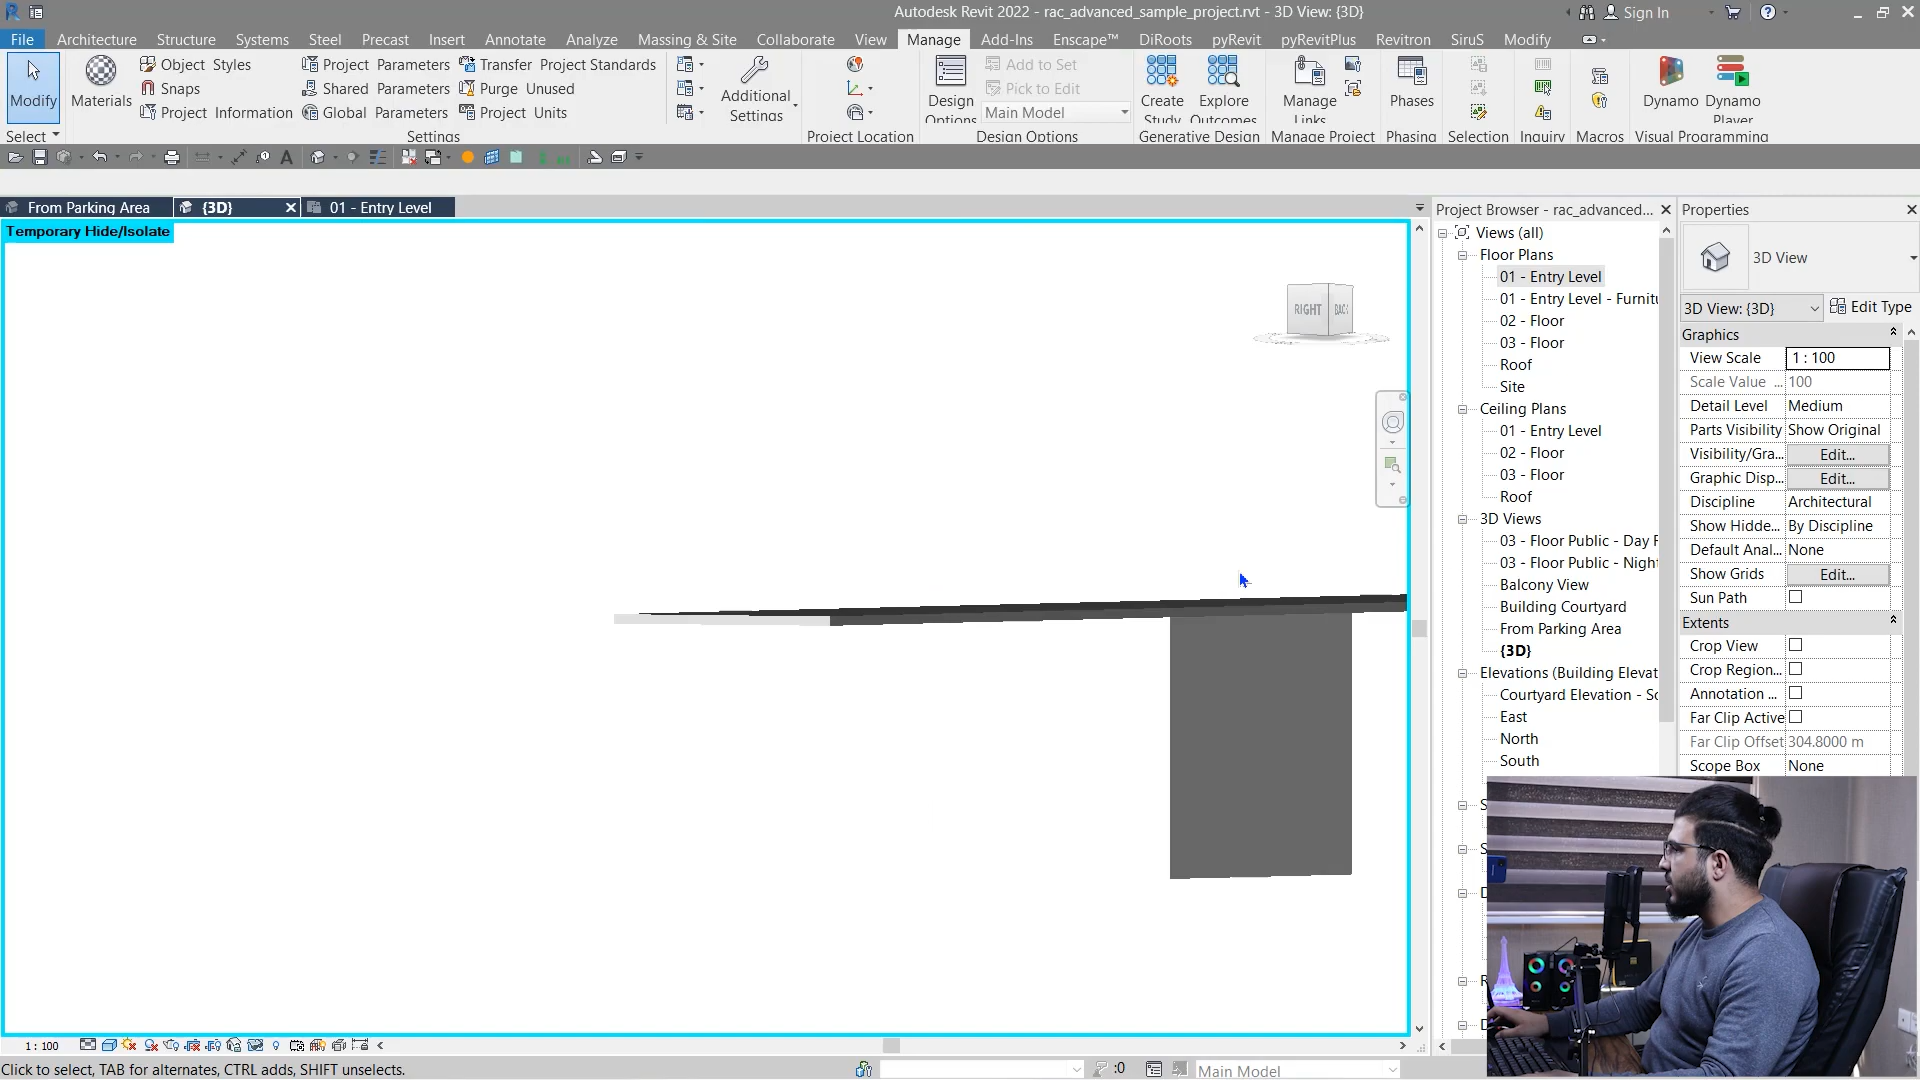 Autodesk Revit 2022 - rac_advanced_sample_project.rvt - 3D View: {3D}
Sign In
File Architecture Structure Systems Steel Precast Insert Annotate Analyze Massing & Site Collaborate View Manage Add-Ins Enscape™ DiRoots pyRevit pyRevitPlus Revitron SiruS Modify
Modify
Materials
Object Styles
Snaps
Project Information
Project Parameters
Shared Parameters
Global Parameters
Transfer Project Standards
Purge Unused
Project Units
Additional
Settings
Design
Options
Add to Set
Pick to Edit
Main Model
Create
Study
Explore
Outcomes
Manage
Links
Phases
Dynamo
Dynamo
Player
Select
Settings
Project Location
Design Options
Generative Design
Manage Project
Phasing
Selection
Inquiry
Macros
Visual Programming
From Parking Area
{3D}
01 - Entry Level
Temporary Hide/Isolate
RIGHT
BACK
Project Browser - rac_advanced...
Views (all)
Floor Plans
01 - Entry Level
01 - Entry Level - Furnitu
02 - Floor
03 - Floor
Roof
Site
Ceiling Plans
01 - Entry Level
02 - Floor
03 - Floor
Roof
3D Views
03 - Floor Public - Day F
03 - Floor Public - Night
Balcony View
Building Courtyard
From Parking Area
{3D}
Elevations (Building Elevat
Courtyard Elevation - So
East
North
South
Properties
3D View
3D View: {3D}
Edit Type
Graphics
View Scale 1 : 100
Scale Value ... 100
Detail Level Medium
Parts Visibility Show Original
Visibility/Gra... Edit...
Graphic Disp... Edit...
Discipline Architectural
Show Hidde... By Discipline
Default Anal... None
Show Grids Edit...
Sun Path
Extents
Crop View
Crop Region...
Annotation ...
Far Clip Active
Far Clip Offset 304.8000 m
Scope Box None
1 : 100
Click to select, TAB for alternates, CTRL adds, SHIFT unselects.
:0
Main Model